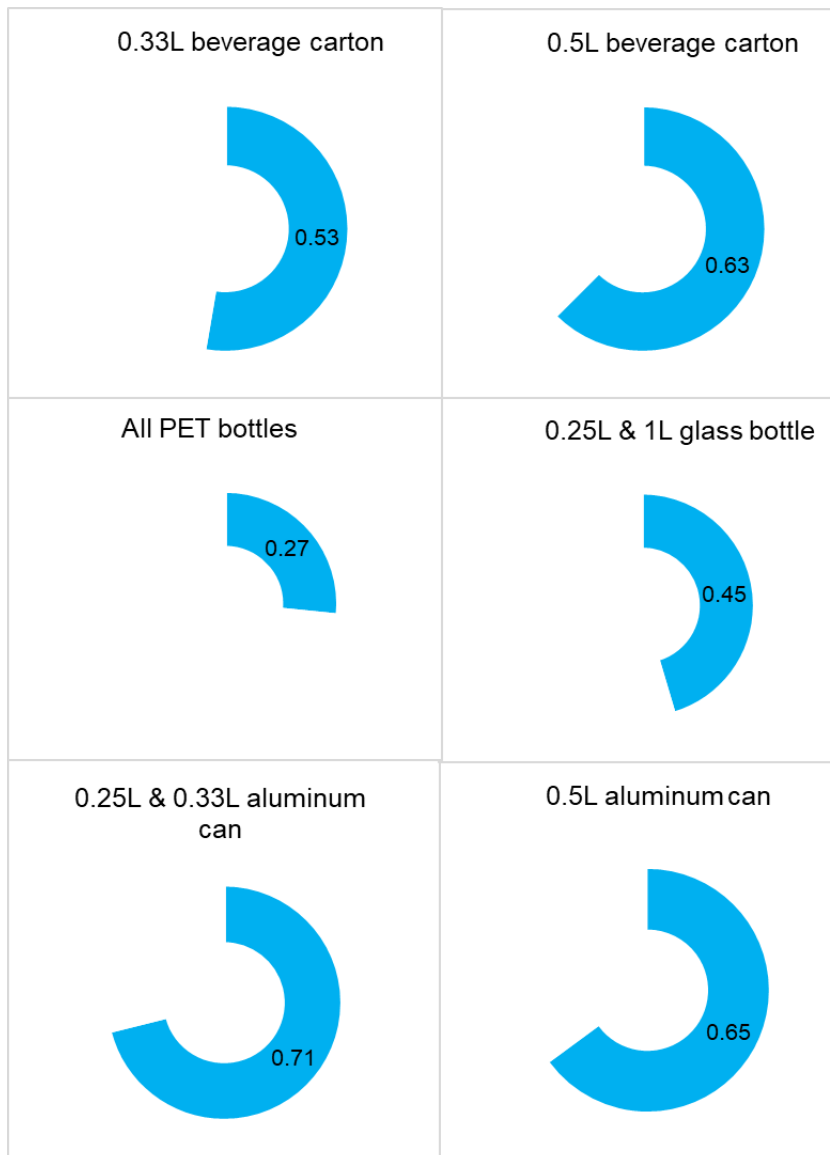 0.33L beverage carton
0.5L beverage carton
0.53
0.63
All PET bottles
0.25L & 1L glass bottle
0.27
0.45
0.25L & 0.33L aluminum
can
0.5L aluminum can
0.71
0.65